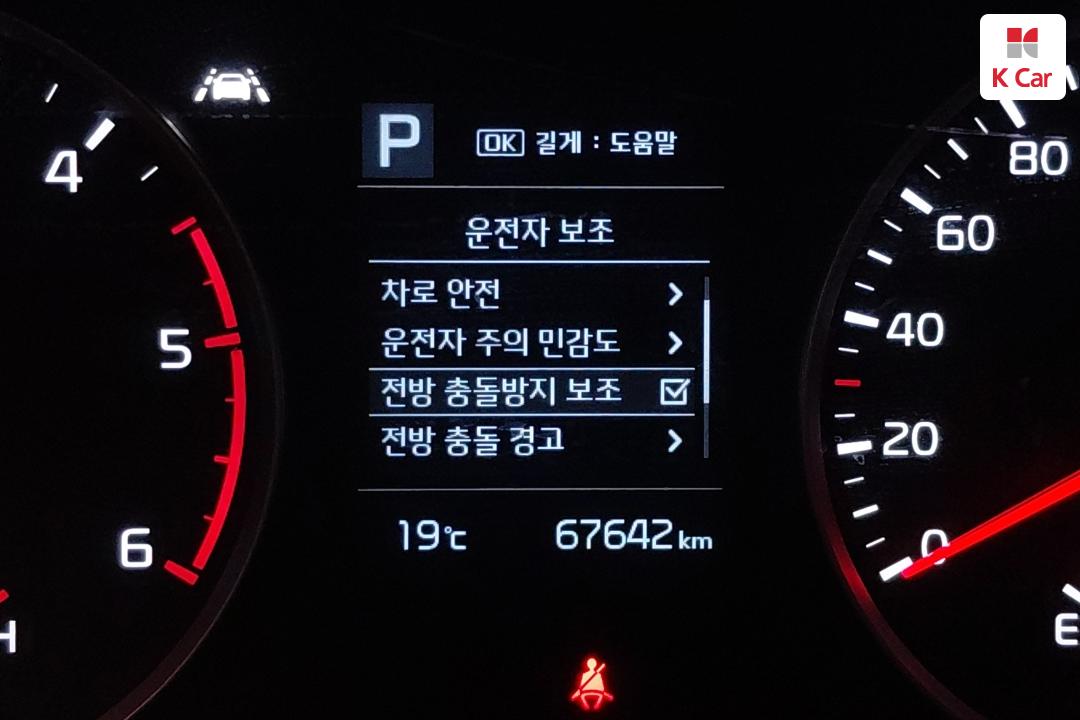 K Car
P
OK 길게 : 도움말
운전자 보조
차로 안전
운전자 주의 민감도
전방 충돌방지 보조
전방 충돌 경고
19℃ 67642 km
4
5
6
H
80
60
40
20
0
E